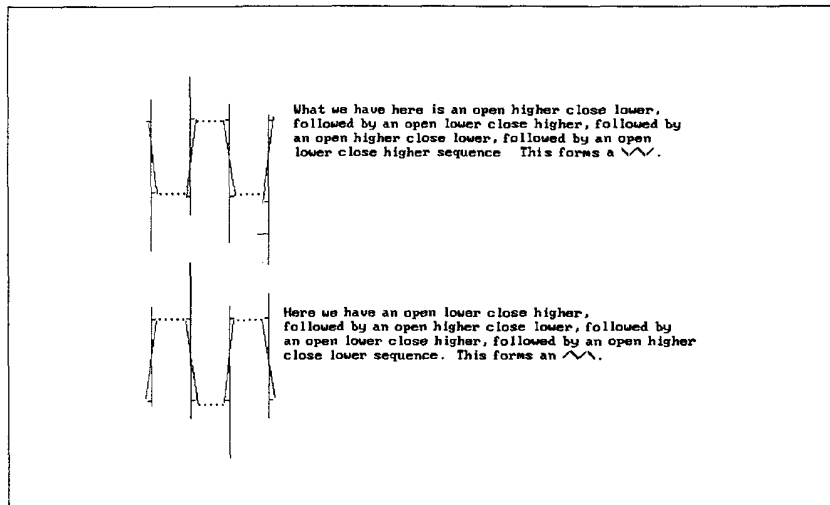 What we have here is an open higher close lower,
followed by an open lower close higher, followed by
an open higher close lower, followed by an open
lower close higher sequence This forms a \/\/.
Here we have an open lower close higher,
followed by an open higher close lower, followed by
an open lower close higher, followed by an open higher
close lower sequence. This forms an /\/\.